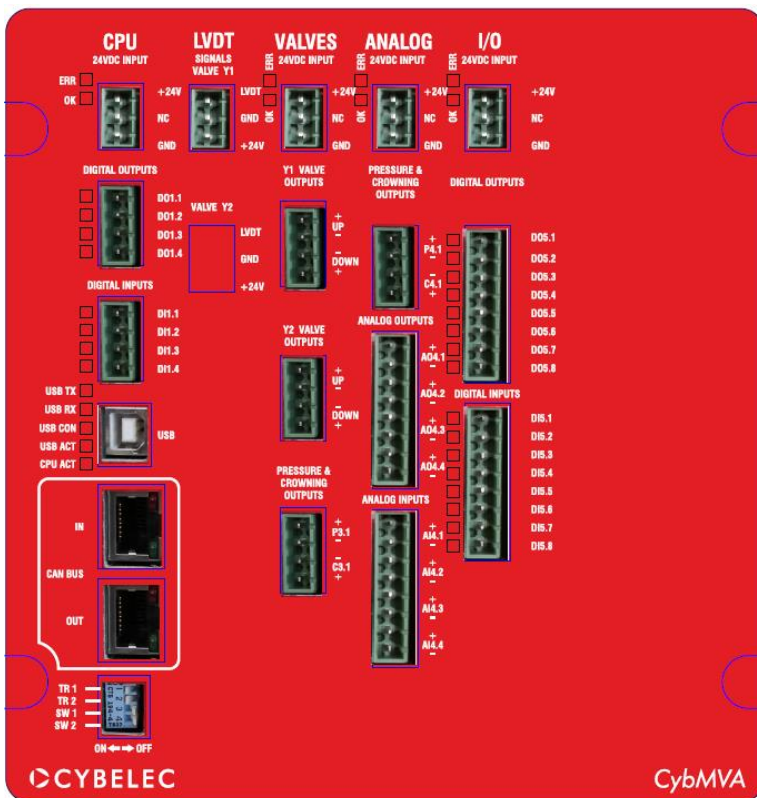 CPU
24VDC INPUT
ERR
OK
+24V
NC
GND
DIGITAL OUTPUTS
DO1.1
DO1.2
DO1.3
DO1.4
DIGITAL INPUTS
DI1.1
DI1.2
DI1.3
DI1.4
USB TX
USB RX
USB CON
USB ACT
CPU ACT
USB
IN
CAN BUS
OUT
TR 1
TR 2
SW 1
SW 2
1 2 3 4
ON OFF
LVDT
SIGNALS
VALVE Y1
LVDT
GND
+24V
VALVE Y2
LVDT
GND
+24V
VALVES
24VDC INPUT
ERR
OK
+24V
NC
GND
Y1 VALVE
OUTPUTS
+
UP
-
-
DOWN
+
Y2 VALVE
OUTPUTS
+
UP
-
-
DOWN
+
PRESSURE &
CROWNING
OUTPUTS
+
P3.1
-
-
C3.1
+
ANALOG
24VDC INPUT
ERR
OK
+24V
NC
GND
PRESSURE &
CROWNING
OUTPUTS
+
P4.1
-
-
C4.1
+
ANALOG OUTPUTS
+
AO4.1
-
+
AO4.2
-
+
AO4.3
-
+
AO4.4
-
ANALOG INPUTS
+
AI4.1
-
+
AI4.2
-
+
AI4.3
-
+
AI4.4
-
I/O
24VDC INPUT
ERR
OK
+24V
NC
GND
DIGITAL OUTPUTS
DO5.1
DO5.2
DO5.3
DO5.4
DO5.5
DO5.6
DO5.7
DO5.8
DIGITAL INPUTS
DI5.1
DI5.2
DI5.3
DI5.4
DI5.5
DI5.6
DI5.7
DI5.8
CYBELEC
CybMVA